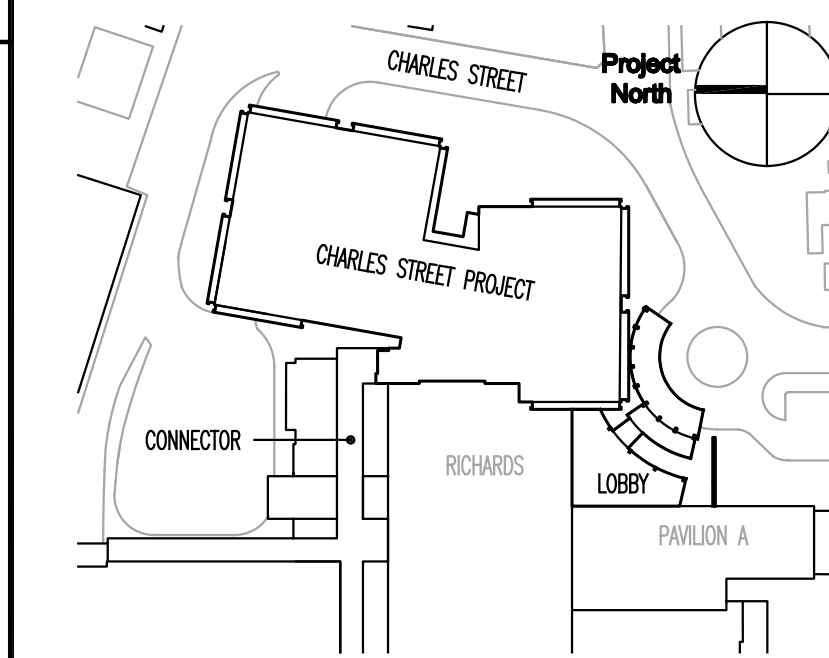 CHARLES STREET
Project
North
CHARLES STREET PROJECT
CONNECTOR
RICHARDS
LOBBY
PAVILION A